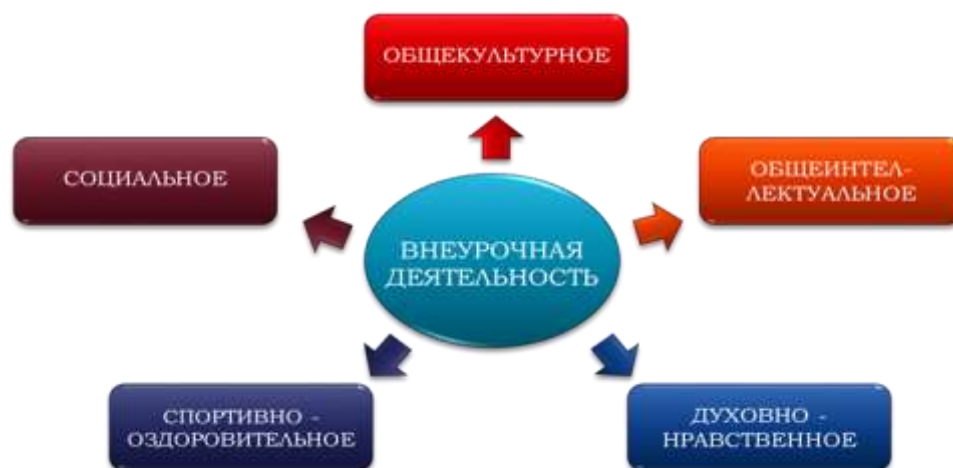 ОБЩЕКУЛЬТУРНОЕ
СОЦИАЛЬНОЕ
ОБЩЕИНТЕЛ-
ЛЕКТУАЛЬНОЕ
ВНЕУРОЧНАЯ
ДЕЯТЕЛЬНОСТЬ
СПОРТИВНО -
ОЗДОРОВИТЕЛЬНОЕ
ДУХОВНО -
НРАВСТВЕННОЕ